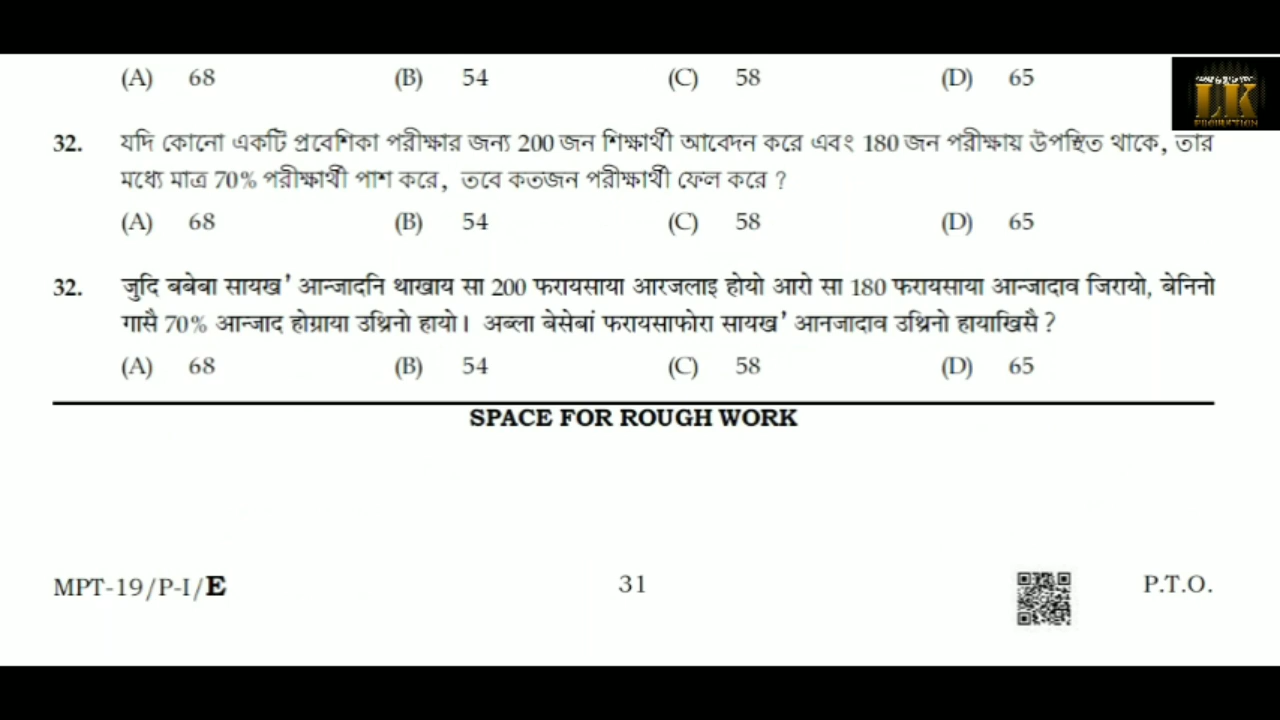 (A) 68 (B) 54 (C) 58 (D) 65
32. যদি কোনো একটি প্রবেশিকা পরীক্ষার জন্য 200 জন শিক্ষার্থী আবেদন করে এবং 180 জন পরীক্ষায় উপস্থিত থাকে, তার
মধ্যে মাত্র 70% পরীক্ষার্থী পাশ করে, তবে কতজন পরীক্ষার্থী ফেল করে ?
(A) 68 (B) 54 (C) 58 (D) 65
32. जुदि बबेबा सायख' आन्जादनि थाखाय सा 200 फरायसाया आरजलाइ होयो आरो सा 180 फरायसाया आन्जादाव जिरायो, बेनिनो
गासै 70% आन्जाद होग्राया उथ्रिनो हायो। अब्ला बेसेबां फरायसाफोरा सायख' आनजादाव उथ्रिनो हायाखिसै ?
(A) 68 (B) 54 (C) 58 (D) 65
SPACE FOR ROUGH WORK
MPT-19/P-I/E 31 P.T.O.
LK
PRODUCTION